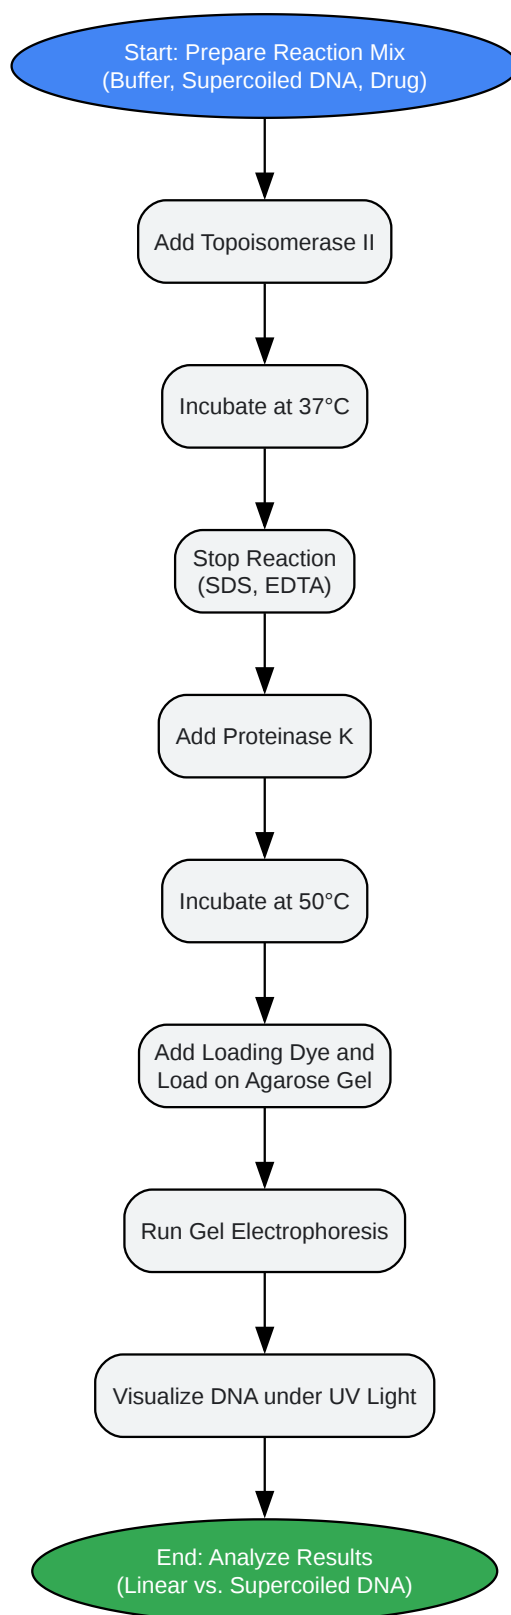 Start: Prepare Reaction Mix
(Buffer, Supercoiled DNA, Drug)
Add Topoisomerase II
Incubate at 37°C
Stop Reaction
(SDS, EDTA)
Add Proteinase K
Incubate at 50°C
Add Loading Dye and
Load on Agarose Gel
Run Gel Electrophoresis
Visualize DNA under UV Light
End: Analyze Results
(Linear vs. Supercoiled DNA)